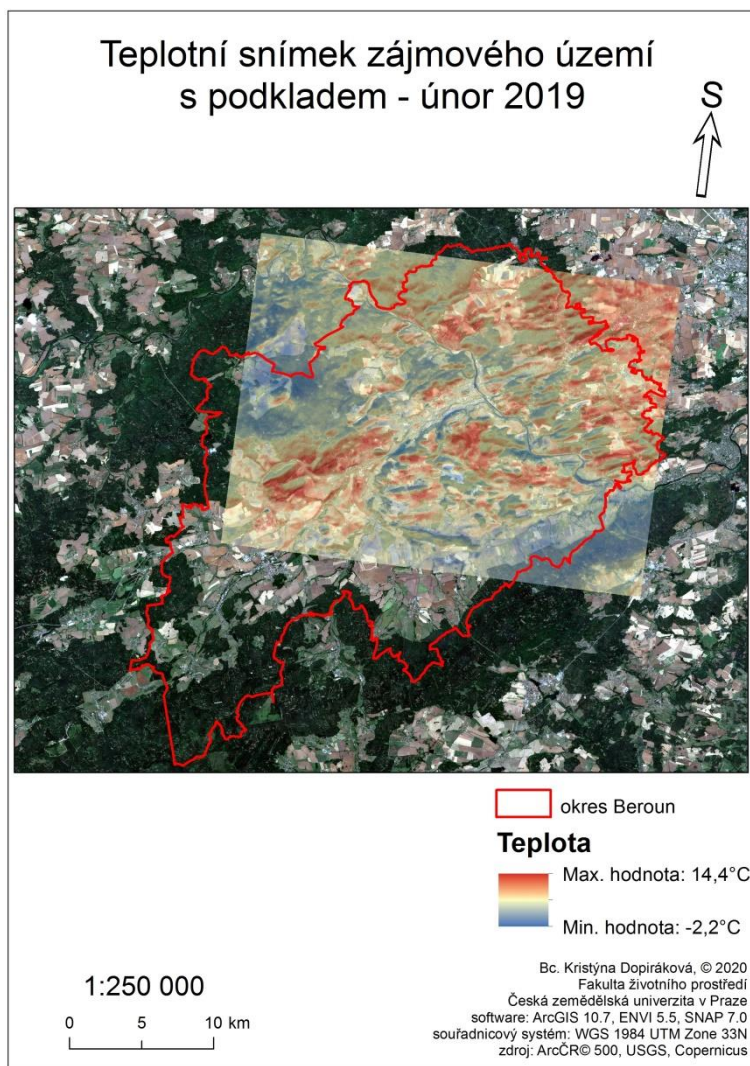 Teplotní snímek zájmového území
s podkladem - únor 2019
S
okres Beroun
Teplota
Max. hodnota: 14,4°C
Min. hodnota: -2,2°C
1:250 000
0 5 10 km
Bc. Kristýna Dopiráková, © 2020
Fakulta životního prostředí
Česká zemědělská univerzita v Praze
software: ArcGIS 10.7, ENVI 5.5, SNAP 7.0
souřadnicový systém: WGS 1984 UTM Zone 33N
zdroj: ArcČR© 500, USGS, Copernicus